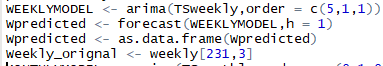 WEEKLYMODEL <- arima(TSweekly,order = c(5,1,1))
Wpredicted <- forecast(WEEKLYMODEL,h = 1)
Wpredicted <- as.data.frame(Wpredicted)
weekly_orignal <- weekly[231,3]